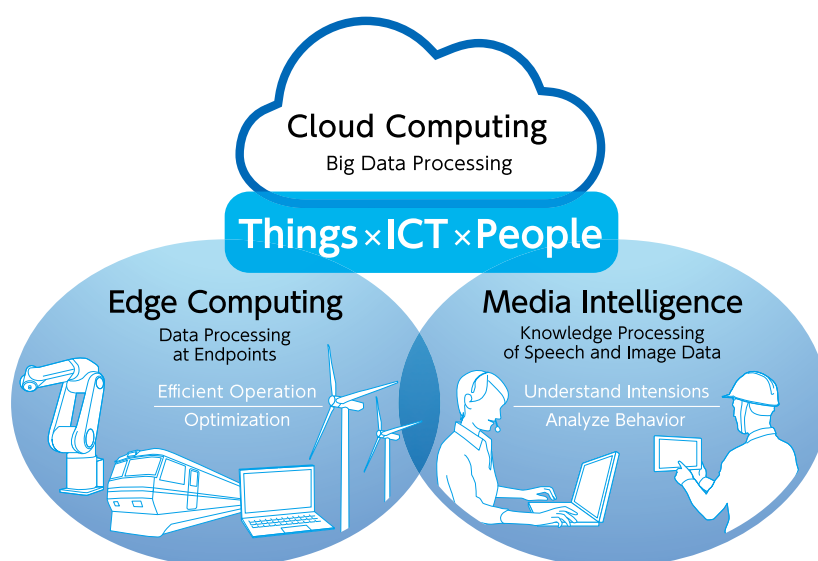 Cloud Computing
Big Data Processing
Things×ICT×People
Edge Computing
Data Processing
at Endpoints
Efficient Operation
Optimization
Media Intelligence
Knowledge Processing
of Speech and Image Data
Understand Intensions
Analyze Behavior